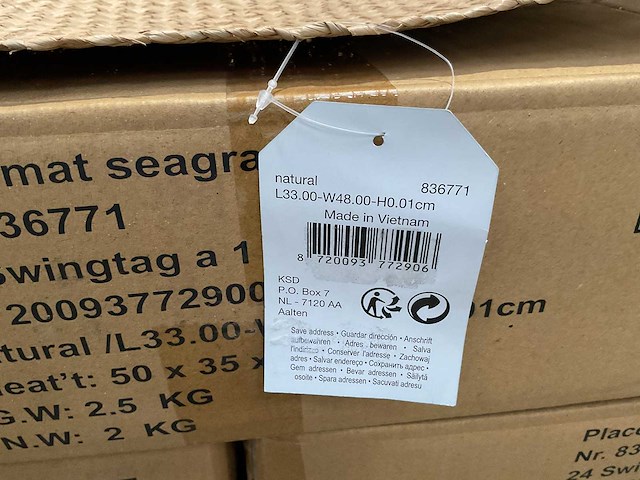 natural 836771
L33.00-W48.00-H0.01cm
Made in Vietnam
8 720093 772906
KSD
P.O. Box 7
NL - 7120 AA
Aalten
Save address • Guardar dirección • Anschrift
aufbewahren • Adres bewaren • Salva
l'indirizzo • Conserver l'adresse • Zachowaj
adres • Salvar endereço • Сохранить адрес •
Gem adressen • Bevar adressen • Säilytä
osoite • Spara adressen • Sacuvati adresu
mat seagra
36771
swingtag a 1
2009377290
tural /L33.00- 01cm
eat't: 50 x 35 x
G.W: 2.5 KG
N.W: 2 KG
Place
Nr. 83
24 Swi